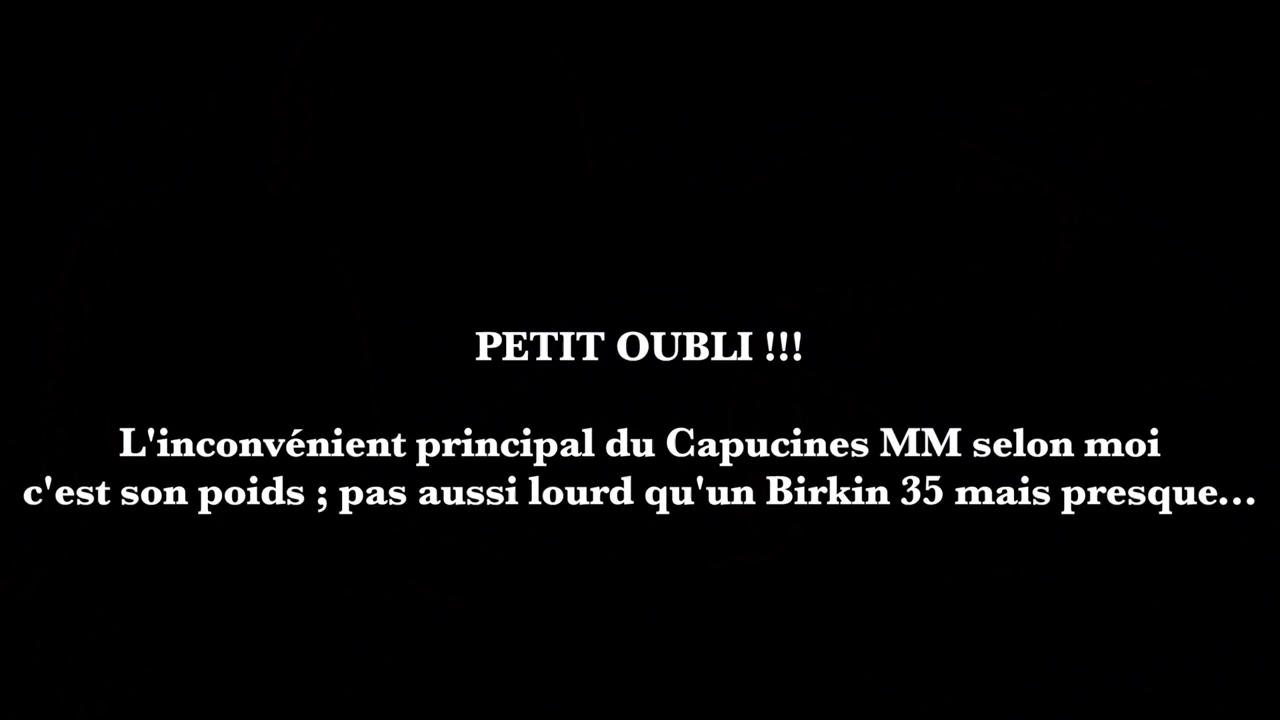 PETIT OUBLI !!!
L'inconvénient principal du Capucines MM selon moi
c'est son poids ; pas aussi lourd qu'un Birkin 35 mais presque...